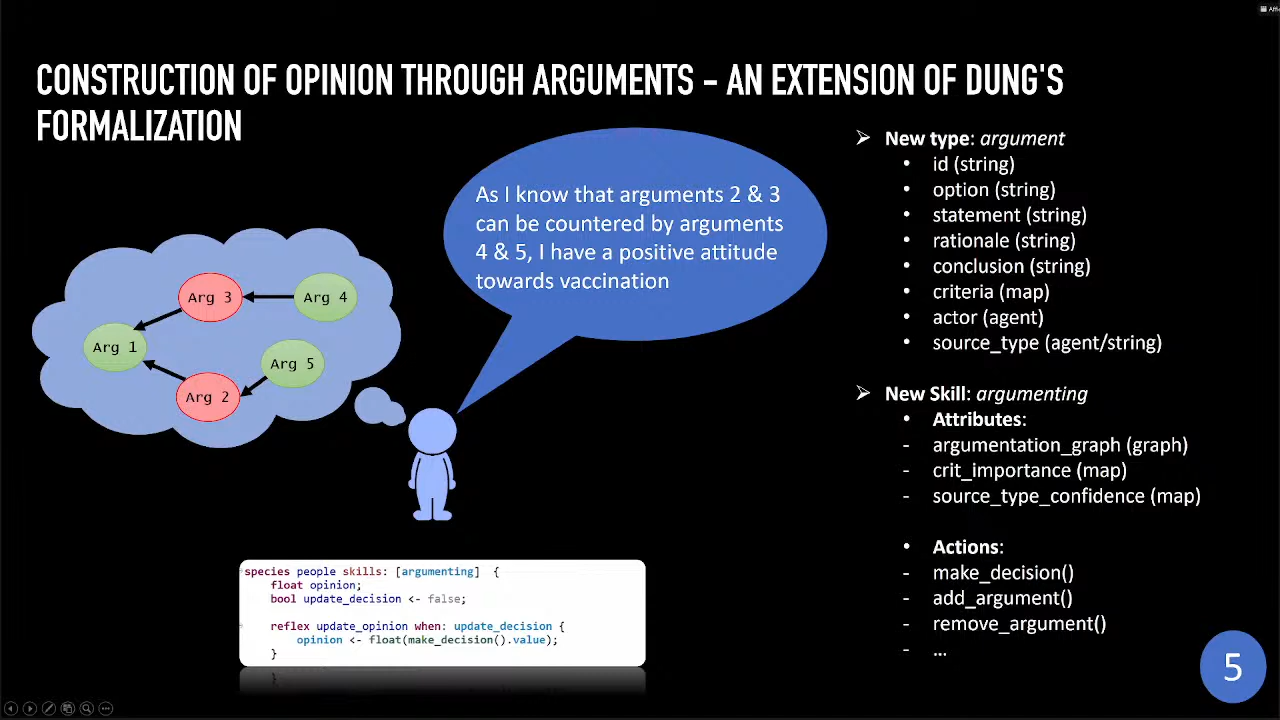 CONSTRUCTION OF OPINION THROUGH ARGUMENTS – AN EXTENSION OF DUNG'S
FORMALIZATION
As I know that arguments 2 & 3
can be countered by arguments
4 & 5, I have a positive attitude
towards vaccination
Arg 3
Arg 4
Arg 1
Arg 5
Arg 2
species people skills: [argumenting] {
float opinion;
bool update_decision <- false;
reflex update_opinion when: update_decision {
opinion <- float(make_decision().value);
}
➢ New type: argument
• id (string)
• option (string)
• statement (string)
• rationale (string)
• conclusion (string)
• criteria (map)
• actor (agent)
• source_type (agent/string)
➢ New Skill: argumenting
• Attributes:
- argumentation_graph (graph)
- crit_importance (map)
- source_type_confidence (map)
• Actions:
- make_decision()
- add_argument()
- remove_argument()
- ...
5